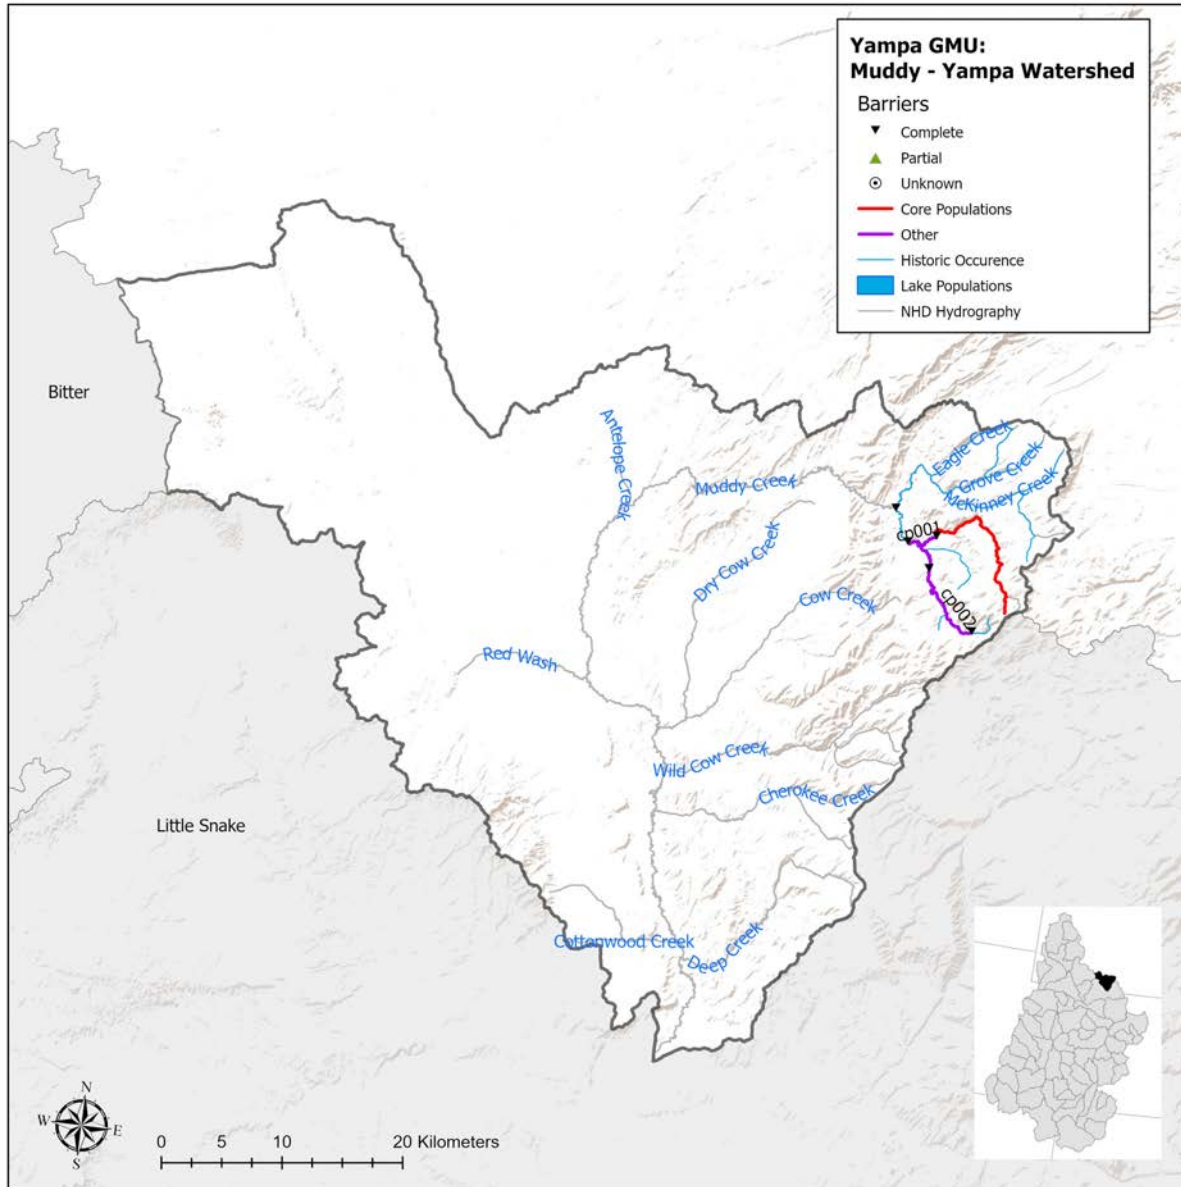 Yampa GMU:
Muddy - Yampa Watershed
Barriers
Complete
Partial
Unknown
Core Populations
Other
Historic Occurence
Lake Populations
NHD Hydrography
Bitter
Antelope Creek
Muddy Creek
Eagle Creek
Grove Creek
McKinney Creek
cp001
Dry Cow Creek
Cow Creek
cp002
Red Wash
Wild Cow Creek
Cherokee Creek
Little Snake
Cottonwood Creek
Deep Creek
N
W
E
S
0 5 10 20 Kilometers